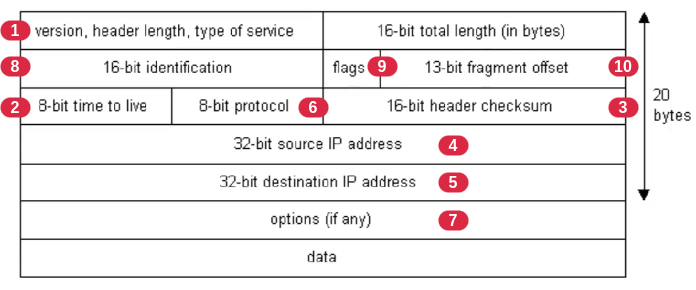 1 version, header length, type of service 16-bit total length (in bytes)
8 16-bit identification flags 9 13-bit fragment offset 10
2 8-bit time to live 8-bit protocol 6 16-bit header checksum 3
20
bytes
32-bit source IP address 4
32-bit destination IP address 5
options (if any) 7
data